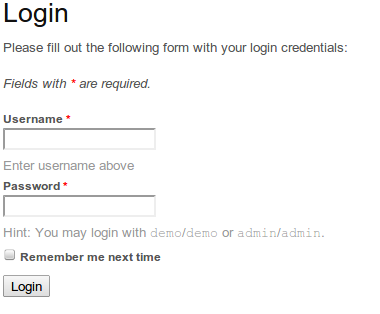 Login
Please fill out the following form with your login credentials:
Fields with * are required.
Username *
Enter username above
Password *
Hint: You may login with demo/demo or admin/admin.
Remember me next time
Login